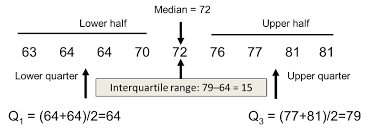 Median = 72
Lower half Upper half
63 64 64 70 72 76 77 81 81
Lower quarter Upper quarter
Interquartile range: 79–64 = 15
Q1 = (64+64)/2=64 Q3 = (77+81)/2=79